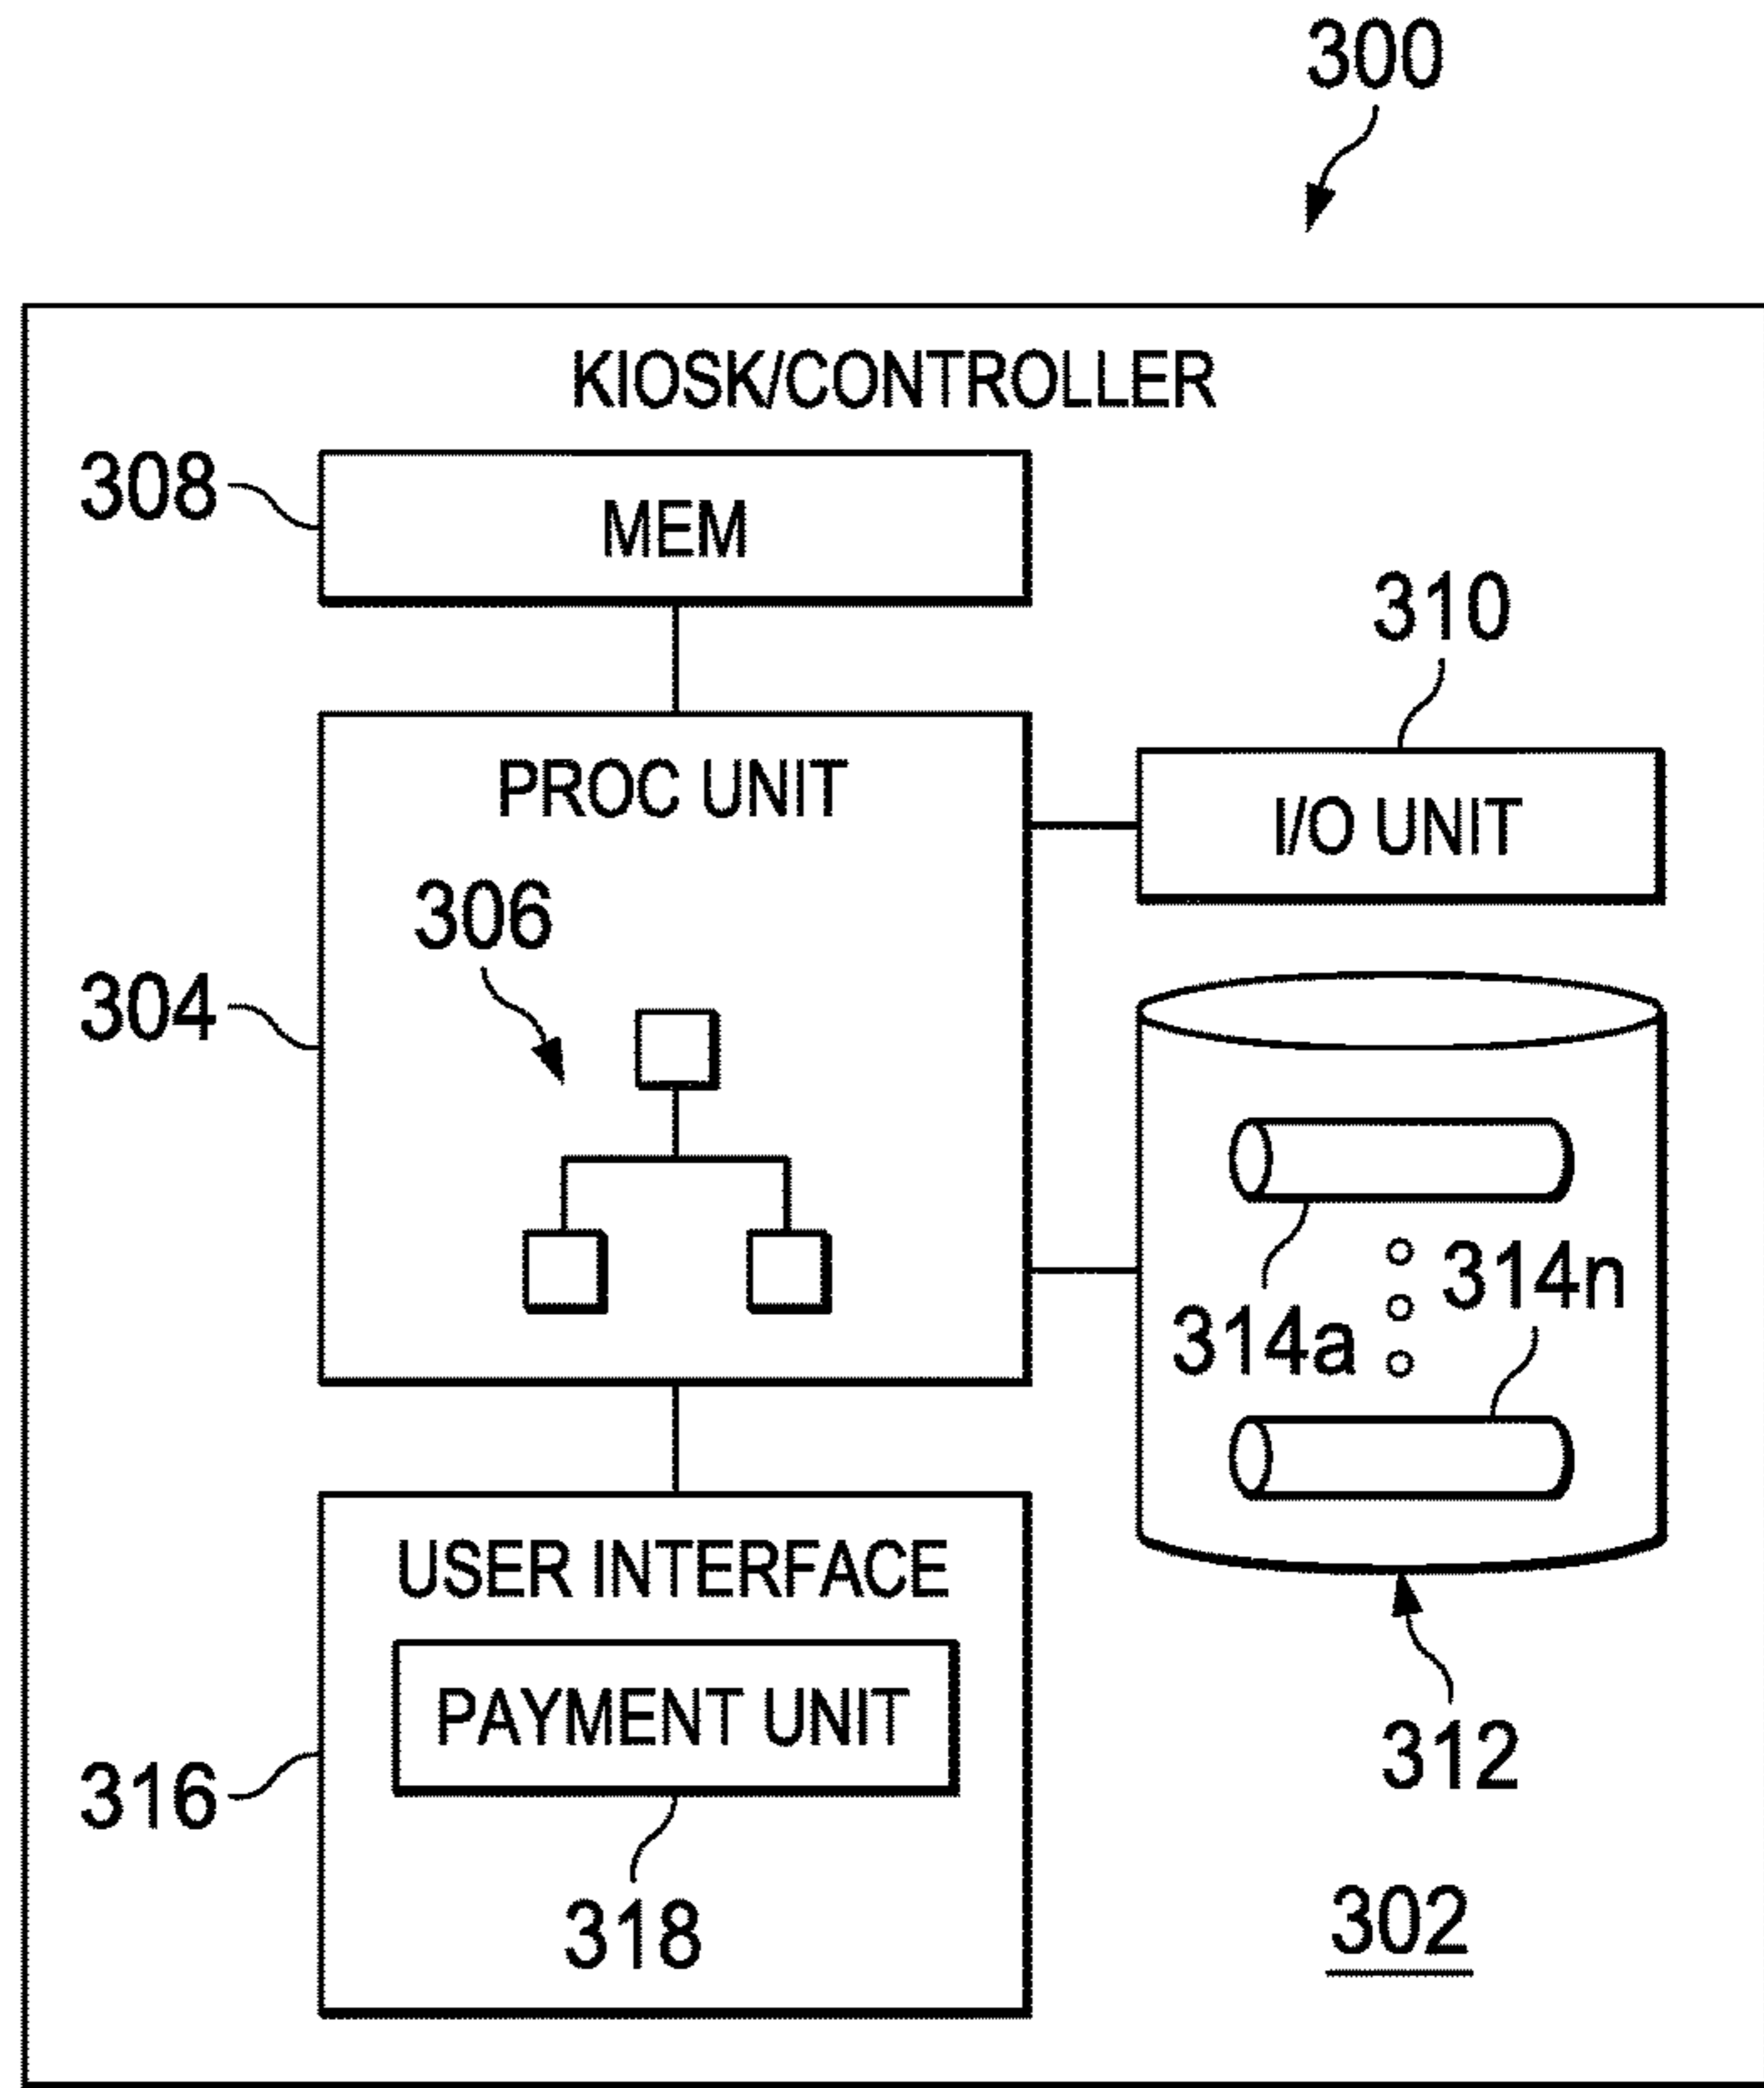 300
KIOSK/CONTROLLER
308
MEM
310
PROC UNIT
I/O UNIT
306
304
314n
314a
USER INTERFACE
PAYMENT UNIT
312
316
318
302